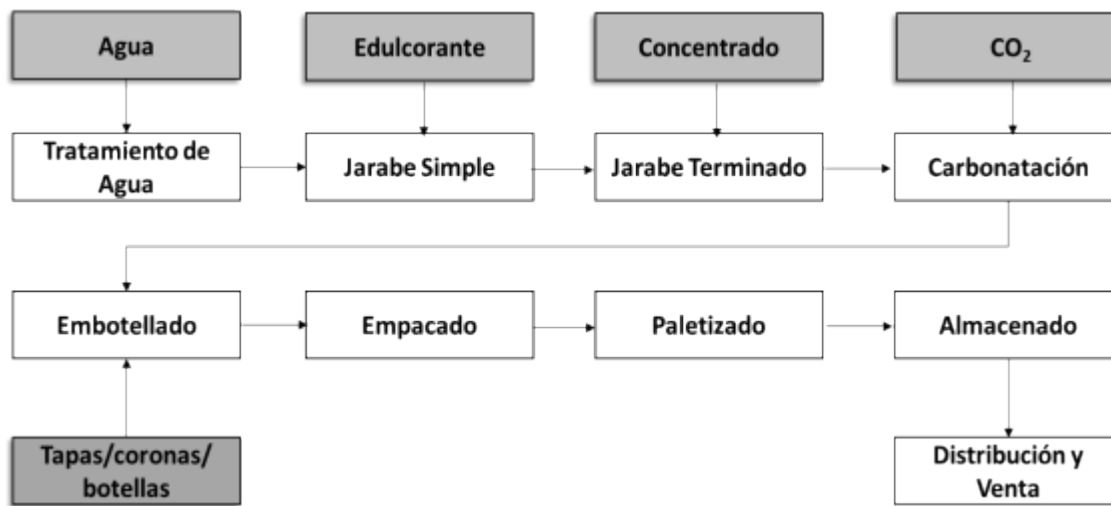 Agua
Edulcorante
Concentrado
CO₂
Tratamiento de
Agua
Jarabe Simple
Jarabe Terminado
Carbonatación
Embotellado
Empacado
Paletizado
Almacenado
Tapas/coronas/
botellas
Distribución y
Venta